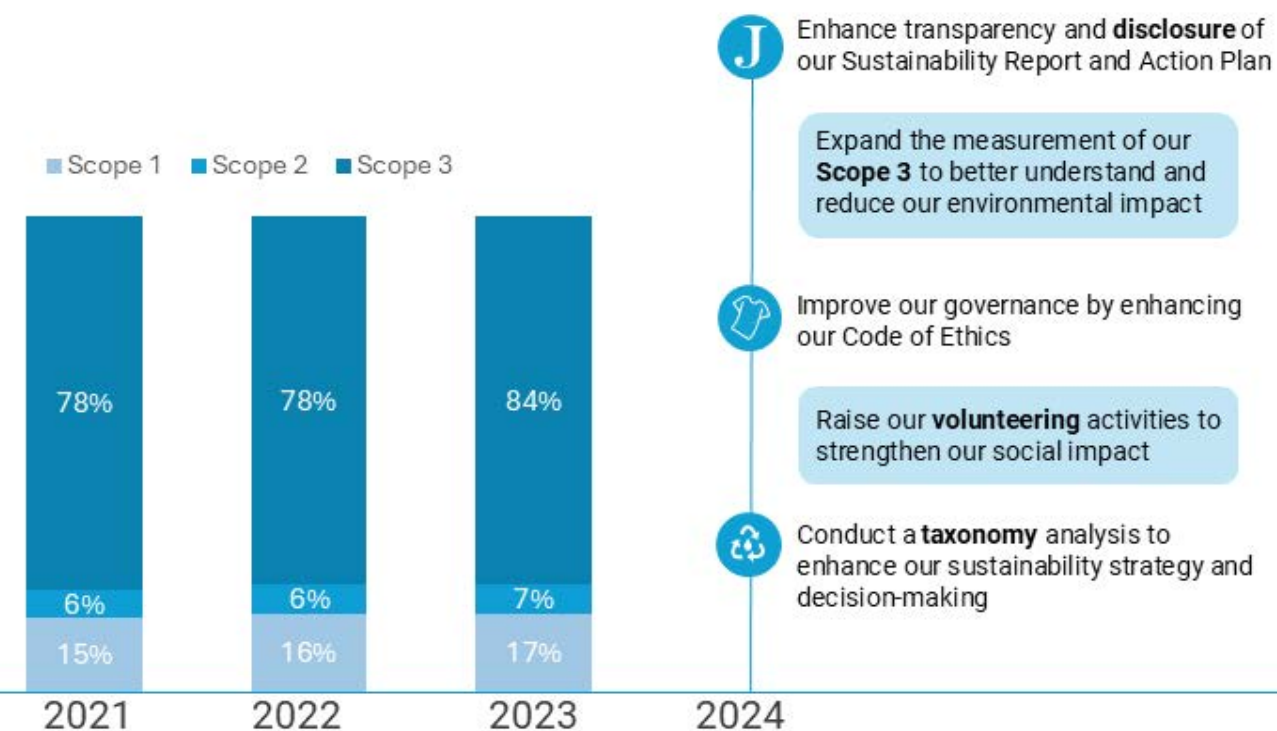 Scope 1 Scope 2 Scope 3
78% 78% 84%
6% 6% 7%
15% 16% 17%
2021 2022 2023 2024
J
Enhance transparency and disclosure of
our Sustainability Report and Action Plan
Expand the measurement of our
Scope 3 to better understand and
reduce our environmental impact
Improve our governance by enhancing
our Code of Ethics
Raise our volunteering activities to
strengthen our social impact
Conduct a taxonomy analysis to
enhance our sustainability strategy and
decision-making